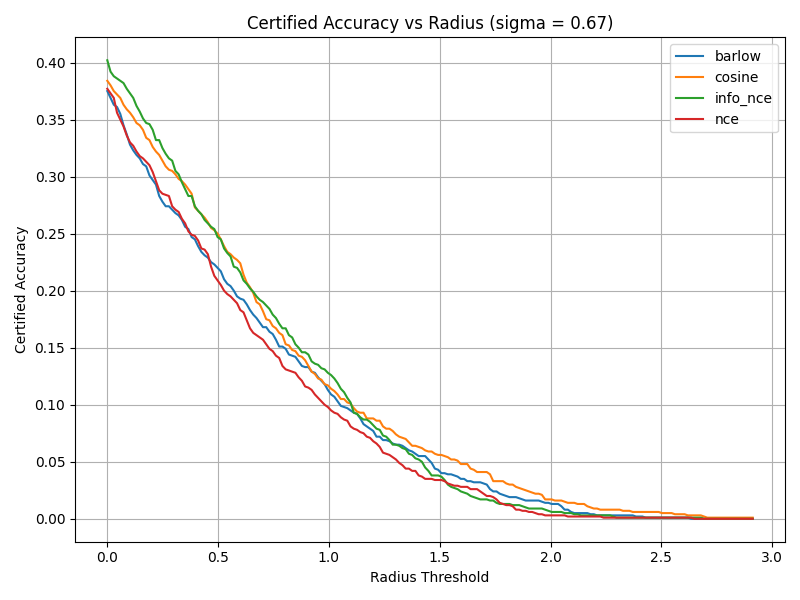 Certified Accuracy vs Radius (sigma = 0.67)
barlow
cosine
info_nce
nce
Certified Accuracy
0.40
0.35
0.30
0.25
0.20
0.15
0.10
0.05
0.00
0.0 0.5 1.0 1.5 2.0 2.5 3.0
Radius Threshold